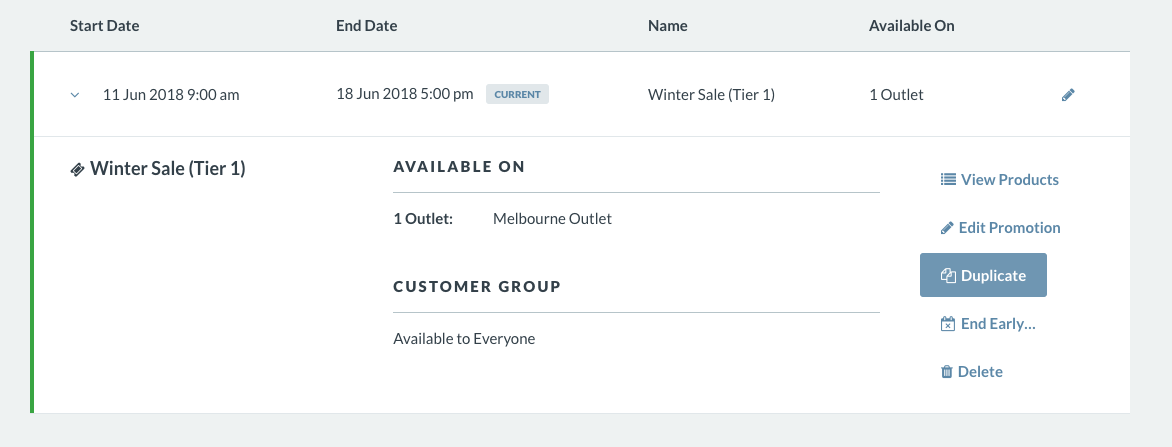 Start Date End Date Name Available On
11 Jun 2018 9:00 am 18 Jun 2018 5:00 pm CURRENT Winter Sale (Tier 1) 1 Outlet
Winter Sale (Tier 1)
AVAILABLE ON
1 Outlet: Melbourne Outlet
CUSTOMER GROUP
Available to Everyone
View Products
Edit Promotion
Duplicate
End Early...
Delete